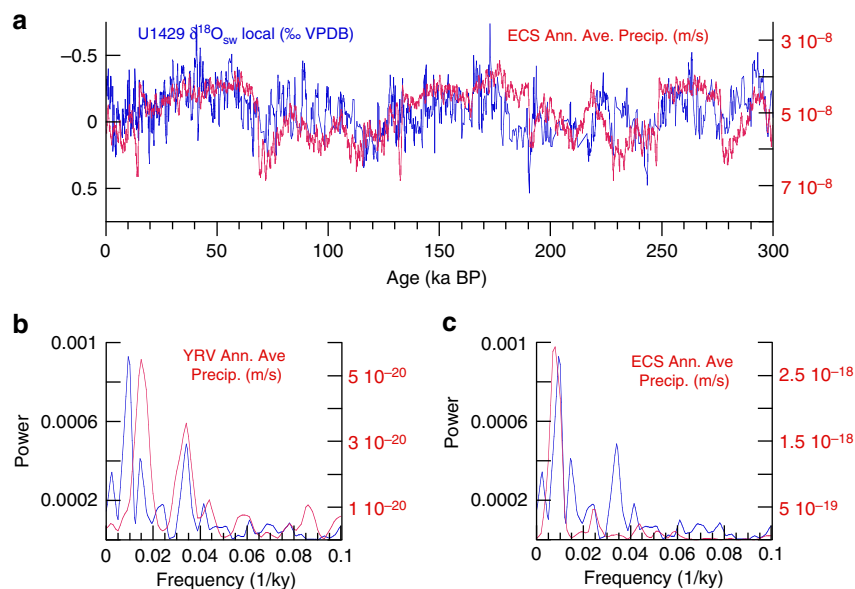 a
U1429 δ¹⁸O_sw local (‰ VPDB)
ECS Ann. Ave. Precip. (m/s)
–0.5
0
0.5
3 10⁻⁸
5 10⁻⁸
7 10⁻⁸
0 50 100 150 200 250 300
Age (ka BP)
b
YRV Ann. Ave
Precip. (m/s)
Power
0.001
0.0006
0.0002
5 10⁻²⁰
3 10⁻²⁰
1 10⁻²⁰
0 0.02 0.04 0.06 0.08 0.1
Frequency (1/ky)
c
ECS Ann. Ave
Precip. (m/s)
Power
0.001
0.0006
0.0002
2.5 10⁻¹⁸
1.5 10⁻¹⁸
5 10⁻¹⁹
0 0.02 0.04 0.06 0.08 0.1
Frequency (1/ky)